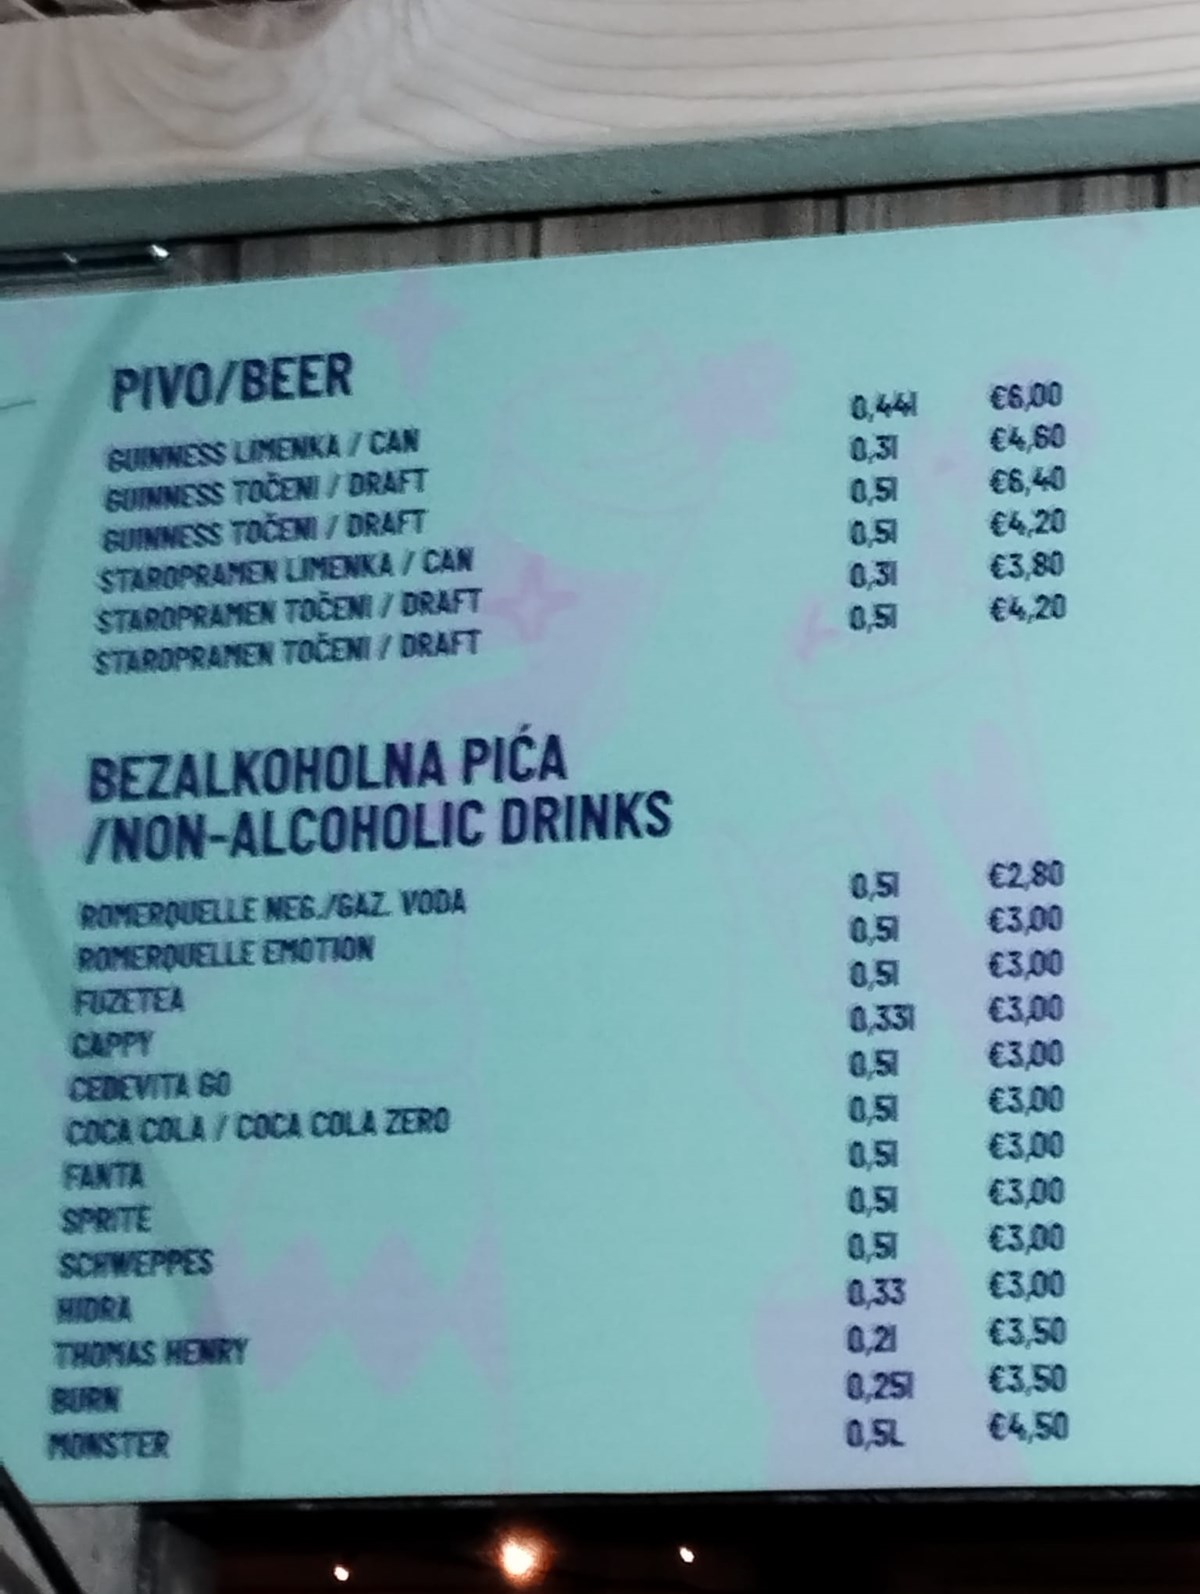 PIVO/BEER
GUINNESS LIMENKA / CAN 0,44l €6,00
GUINNESS TOČENI / DRAFT 0,3l €4,60
GUINNESS TOČENI / DRAFT 0,5l €6,40
STAROPRAMEN LIMENKA / CAN 0,5l €4,20
STAROPRAMEN TOČENI / DRAFT 0,3l €3,80
STAROPRAMEN TOČENI / DRAFT 0,5l €4,20
BEZALKOHOLNA PIĆA
/NON-ALCOHOLIC DRINKS
ROMERQUELLE NEG./GAZ. VODA 0,5l €2,80
ROMERQUELLE EMOTION 0,5l €3,00
FUZETEA 0,5l €3,00
CAPPY 0,33l €3,00
CEDEVITA GO 0,5l €3,00
COCA COLA / COCA COLA ZERO 0,5l €3,00
FANTA 0,5l €3,00
SPRITE 0,5l €3,00
SCHWEPPES 0,5l €3,00
HIDRA 0,33 €3,00
THOMAS HENRY 0,2l €3,50
BURN 0,25l €3,50
MONSTER 0,5L €4,50